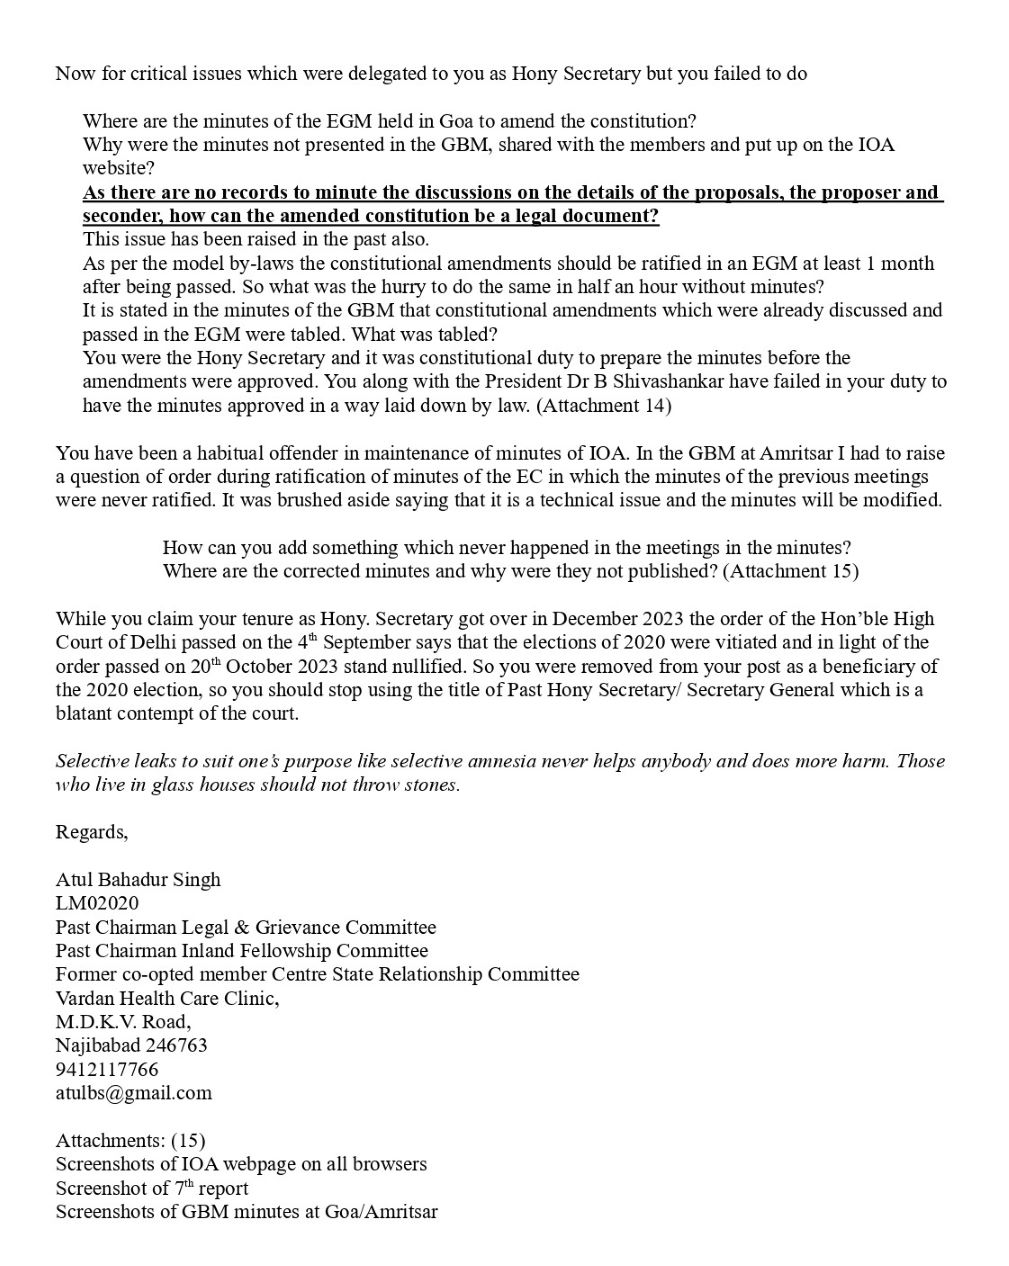 Now for critical issues which were delegated to you as Hony Secretary but you failed to do
Where are the minutes of the EGM held in Goa to amend the constitution?
Why were the minutes not presented in the GBM, shared with the members and put up on the IOA
website?
As there are no records to minute the discussions on the details of the proposals, the proposer and
seconder, how can the amended constitution be a legal document?
This issue has been raised in the past also.
As per the model by-laws the constitutional amendments should be ratified in an EGM at least 1 month
after being passed. So what was the hurry to do the same in half an hour without minutes?
It is stated in the minutes of the GBM that constitutional amendments which were already discussed and
passed in the EGM were tabled. What was tabled?
You were the Hony Secretary and it was constitutional duty to prepare the minutes before the
amendments were approved. You along with the President Dr B Shivashankar have failed in your duty to
have the minutes approved in a way laid down by law. (Attachment 14)
You have been a habitual offender in maintenance of minutes of IOA. In the GBM at Amritsar I had to raise
a question of order during ratification of minutes of the EC in which the minutes of the previous meetings
were never ratified. It was brushed aside saying that it is a technical issue and the minutes will be modified.
How can you add something which never happened in the meetings in the minutes?
Where are the corrected minutes and why were they not published? (Attachment 15)
While you claim your tenure as Hony. Secretary got over in December 2023 the order of the Hon’ble High
Court of Delhi passed on the 4th September says that the elections of 2020 were vitiated and in light of the
order passed on 20th October 2023 stand nullified. So you were removed from your post as a beneficiary of
the 2020 election, so you should stop using the title of Past Hony Secretary/ Secretary General which is a
blatant contempt of the court.
Selective leaks to suit one’s purpose like selective amnesia never helps anybody and does more harm. Those
who live in glass houses should not throw stones.
Regards,
Atul Bahadur Singh
LM02020
Past Chairman Legal & Grievance Committee
Past Chairman Inland Fellowship Committee
Former co-opted member Centre State Relationship Committee
Vardan Health Care Clinic,
M.D.K.V. Road,
Najibabad 246763
9412117766
atulbs@gmail.com
Attachments: (15)
Screenshots of IOA webpage on all browsers
Screenshot of 7th report
Screenshots of GBM minutes at Goa/Amritsar